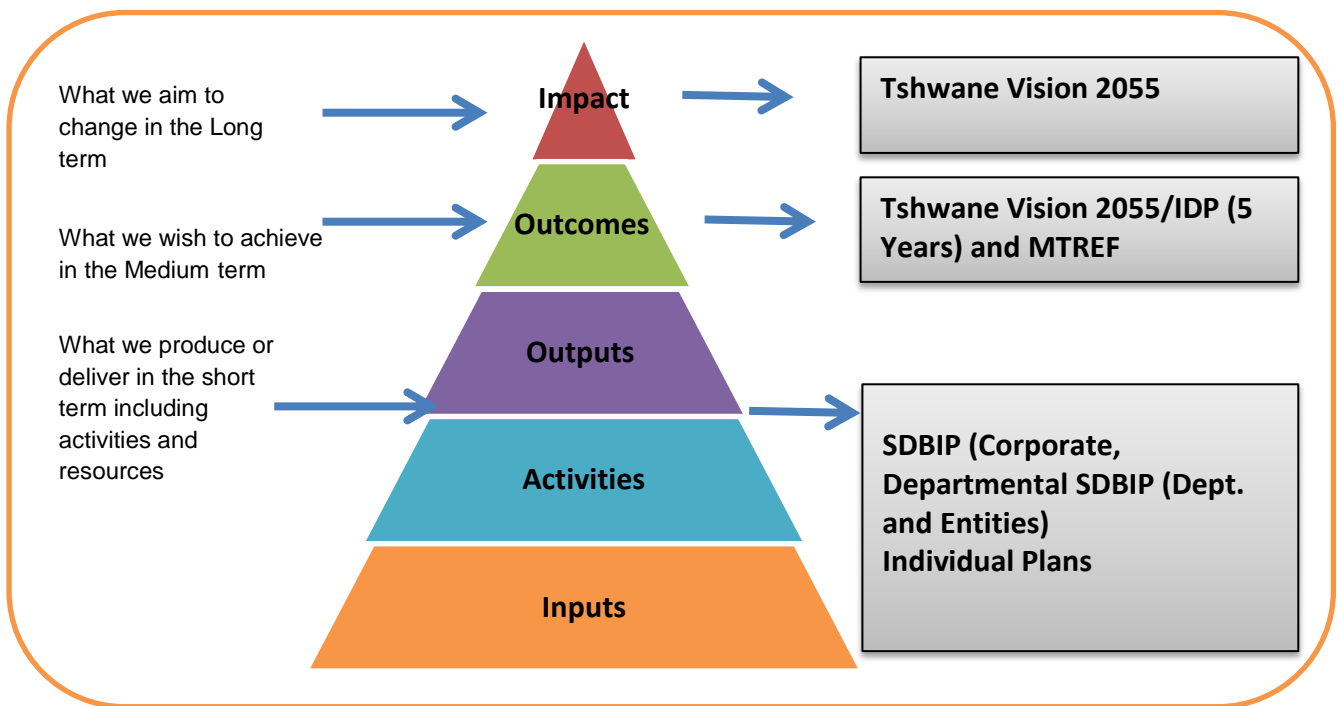 What we aim to
change in the Long
term
Impact
Tshwane Vision 2055
What we wish to achieve
in the Medium term
Outcomes
Tshwane Vision 2055/IDP (5
Years) and MTREF
What we produce or
deliver in the short
term including
activities and
resources
Outputs
Activities
Inputs
SDBIP (Corporate,
Departmental SDBIP (Dept.
and Entities)
Individual Plans